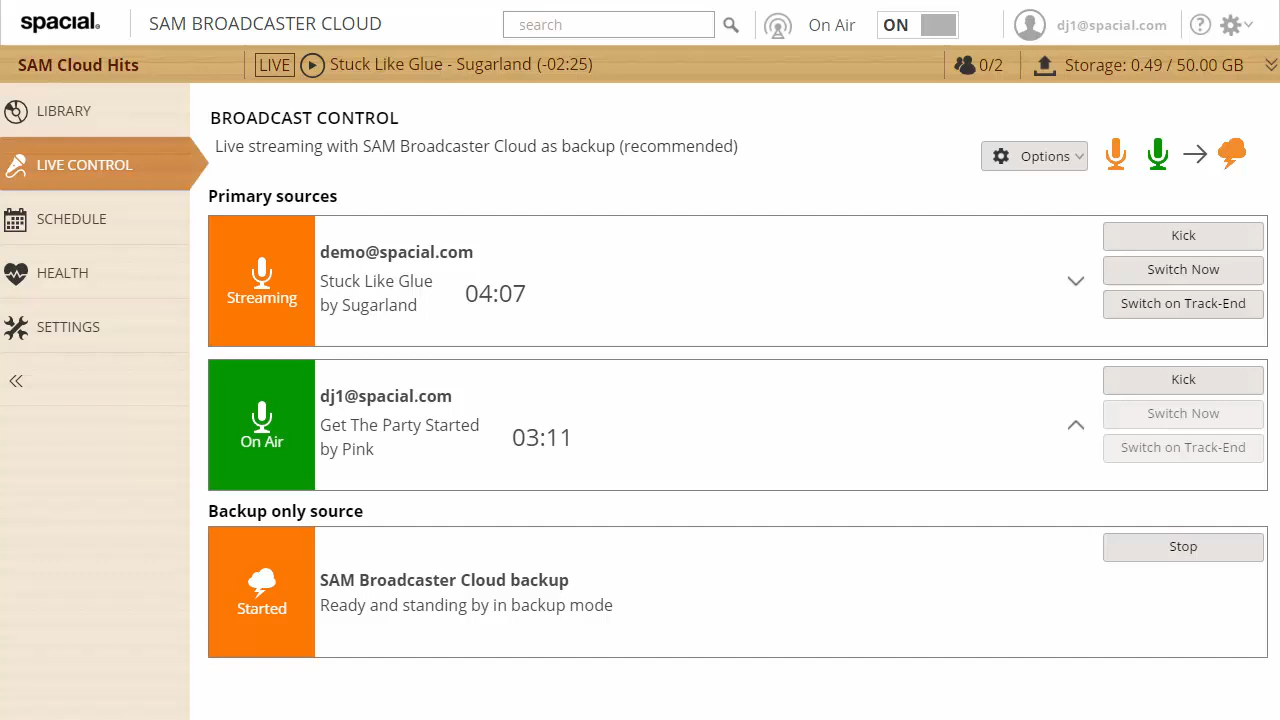 spacial.
SAM BROADCASTER CLOUD
search
On Air
ON
dj1@spacial.com
SAM Cloud Hits
LIVE
Stuck Like Glue - Sugarland (-02:25)
0/2
Storage: 0.49 / 50.00 GB
LIBRARY
LIVE CONTROL
SCHEDULE
HEALTH
SETTINGS
BROADCAST CONTROL
Live streaming with SAM Broadcaster Cloud as backup (recommended)
Options
Primary sources
Streaming
demo@spacial.com
Stuck Like Glue
by Sugarland
04:07
Kick
Switch Now
Switch on Track-End
On Air
dj1@spacial.com
Get The Party Started
by Pink
03:11
Kick
Switch Now
Switch on Track-End
Backup only source
Started
SAM Broadcaster Cloud backup
Ready and standing by in backup mode
Stop